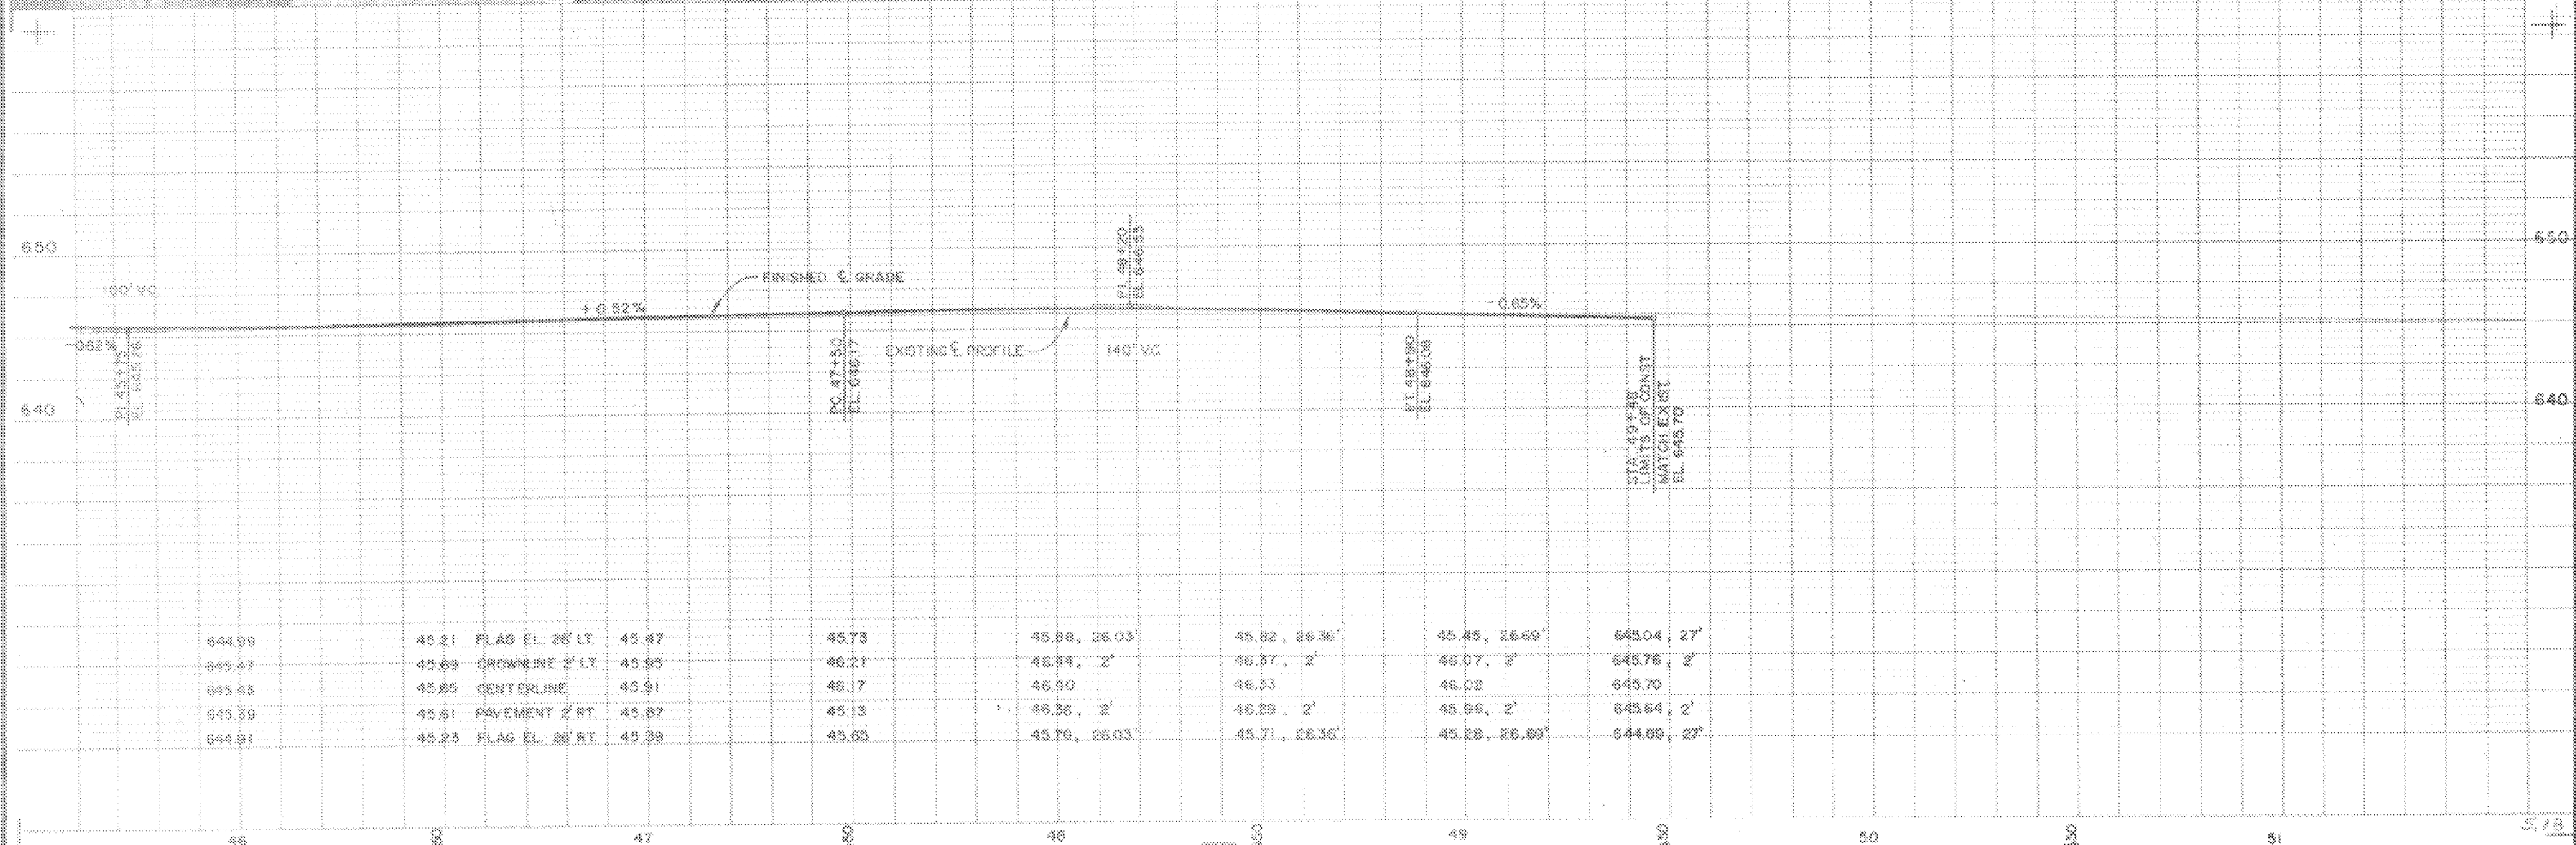 650
650
100' V.C.
FINISHED ℄ GRADE
+ 0.52%
PI. 48+20
EL. 646.53
- 0.65%
-0.62%
PI. 45+75
EL. 645.26
PC. 47+50
EL. 646.17
EXISTING ℄ PROFILE
140' V.C.
PT. 48+90
EL. 646.08
STA. 49+48
LIMITS OF CONST.
MATCH EXIST.
EL. 645.70
640
640
644.99 45.21 FLAG EL. 26' LT. 45.47 45.73 45.88, 26.03' 45.82, 26.36' 45.45, 26.69' 645.04, 27'
645.47 45.69 CROWNLINE 2' LT 45.95 46.21 46.44, 2' 46.37, 2' 46.07, 2' 645.76, 2'
645.43 45.65 CENTERLINE 45.91 46.17 46.40 46.33 46.02 645.70
645.39 45.61 PAVEMENT 2' RT. 45.87 45.13 46.36, 2' 46.29, 2' 45.96, 2' 645.64, 2'
644.91 45.23 FLAG EL. 26' RT. 45.39 45.65 45.76, 26.03' 45.71, 26.36' 45.28, 26.69' 644.89, 27'
46 50 47 50 48 50 49 50 50 50 51